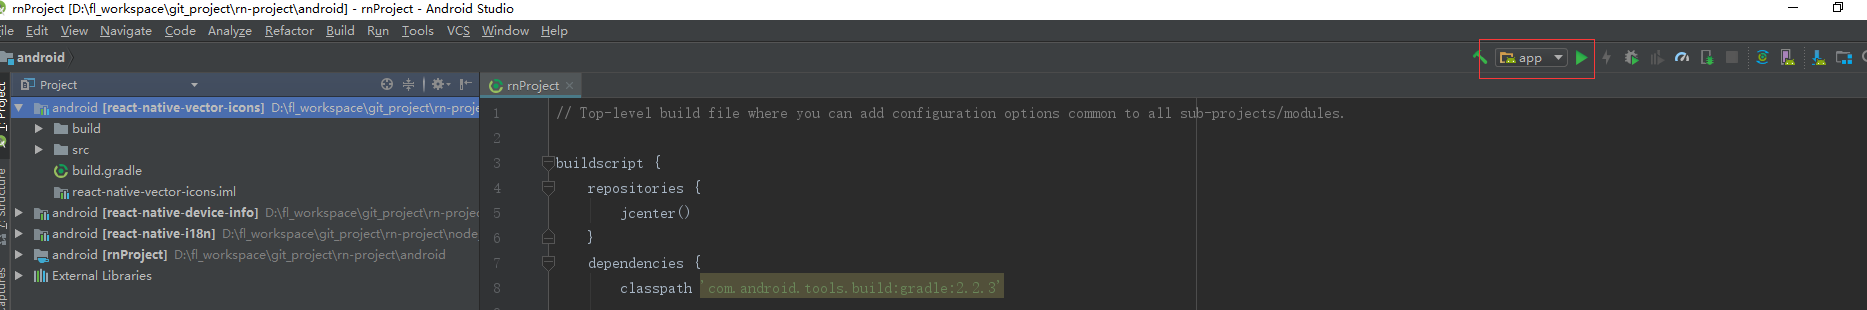 rnProject [D:\fl_workspace\git_project\rn-project\android] - rnProject - Android Studio
ile Edit View Navigate Code Analyze Refactor Build Run Tools VCS Window Help
android
app
Project
rnProject
1: Project
7: Structure
aptures
android [react-native-vector-icons] D:\fl_workspace\git_project\rn-proje
build
src
build.gradle
react-native-vector-icons.iml
android [react-native-device-info] D:\fl_workspace\git_project\rn-projec
android [react-native-i18n] D:\fl_workspace\git_project\rn-project\node_
android [rnProject] D:\fl_workspace\git_project\rn-project\android
External Libraries
1 // Top-level build file where you can add configuration options common to all sub-projects/modules.
2
3 buildscript {
4 repositories {
5 jcenter()
6 }
7 dependencies {
8 classpath 'com.android.tools.build:gradle:2.2.3'